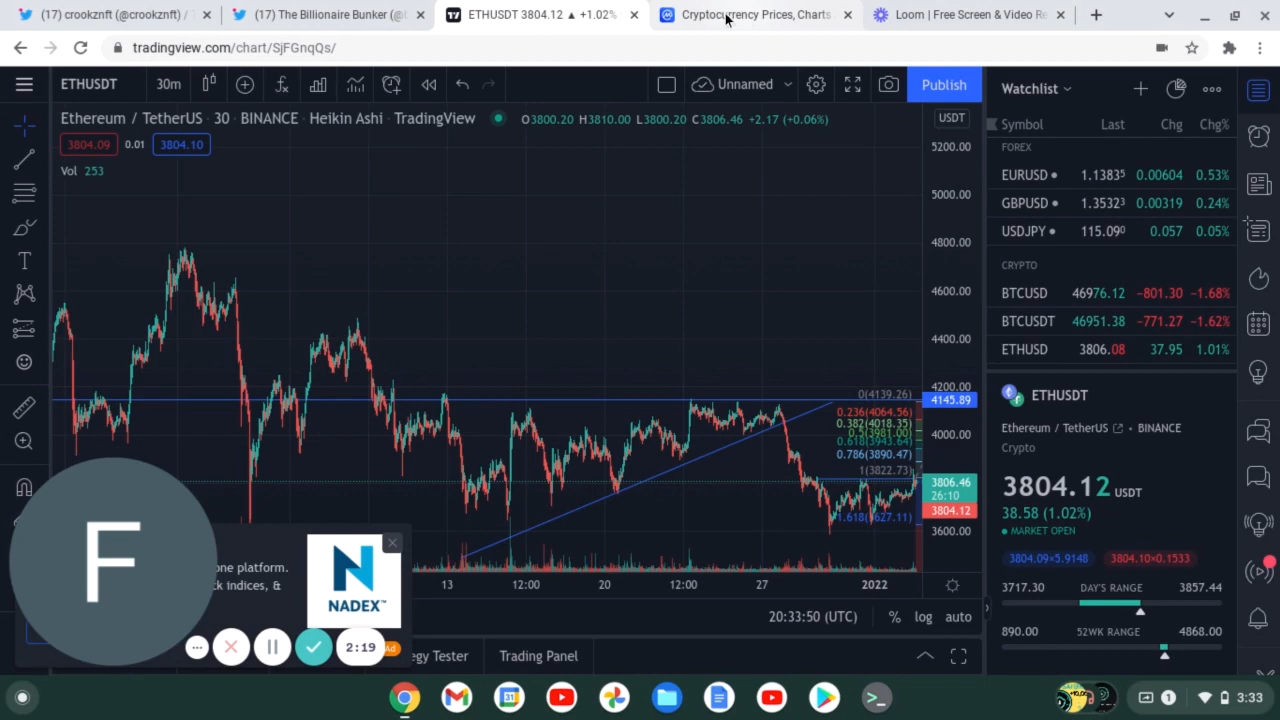 (17) crooknft (@crooknft) /
(17) The Billionaire Bunker (@
ETHUSDT 3804.12 ▲ +1.02%
Cryptocurrency Prices, Charts
Loom | Free Screen & Video Re
tradingview.com/chart/SjFGnqQs/
ETHUSDT
30m
Unnamed
Publish
Ethereum / TetherUS · 30 · BINANCE · Heikin Ashi · TradingView
O3800.20 H3810.00 L3800.20 C3806.46 +2.17 (+0.06%)
USDT
3804.09
0.01
3804.10
Vol 253
5200.00
5000.00
4800.00
4600.00
4400.00
4200.00
4145.89
4000.00
3806.46
26:10
3804.12
3600.00
0(4139.26)
0.236(4064.56)
0.382(4018.35)
0.5(3981.00)
0.618(3943.64)
0.786(3890.47)
1(3822.73)
13
12:00
20
12:00
27
2022
20:33:50 (UTC)
%
log
auto
Watchlist
Symbol
Last
Chg
Chg%
FOREX
EURUSD 1.13835 0.00604 0.53%
GBPUSD 1.35323 0.00319 0.24%
USDJPY 115.090 0.057 0.05%
CRYPTO
BTCUSD 46976.12 −801.30 −1.68%
BTCUSDT 46951.38 −771.27 −1.62%
ETHUSD 3806.08 37.95 1.01%
ETHUSDT
Ethereum / TetherUS · BINANCE
Crypto
3804.12 USDT
38.58 (1.02%)
MARKET OPEN
3804.09×5.9148
3804.10×0.1533
3717.30 DAY'S RANGE 3857.44
890.00 52WK RANGE 4868.00
F
one platform.
k indices, &
NADEX™
2:19
Ad
egy Tester
Trading Panel
1
3:33